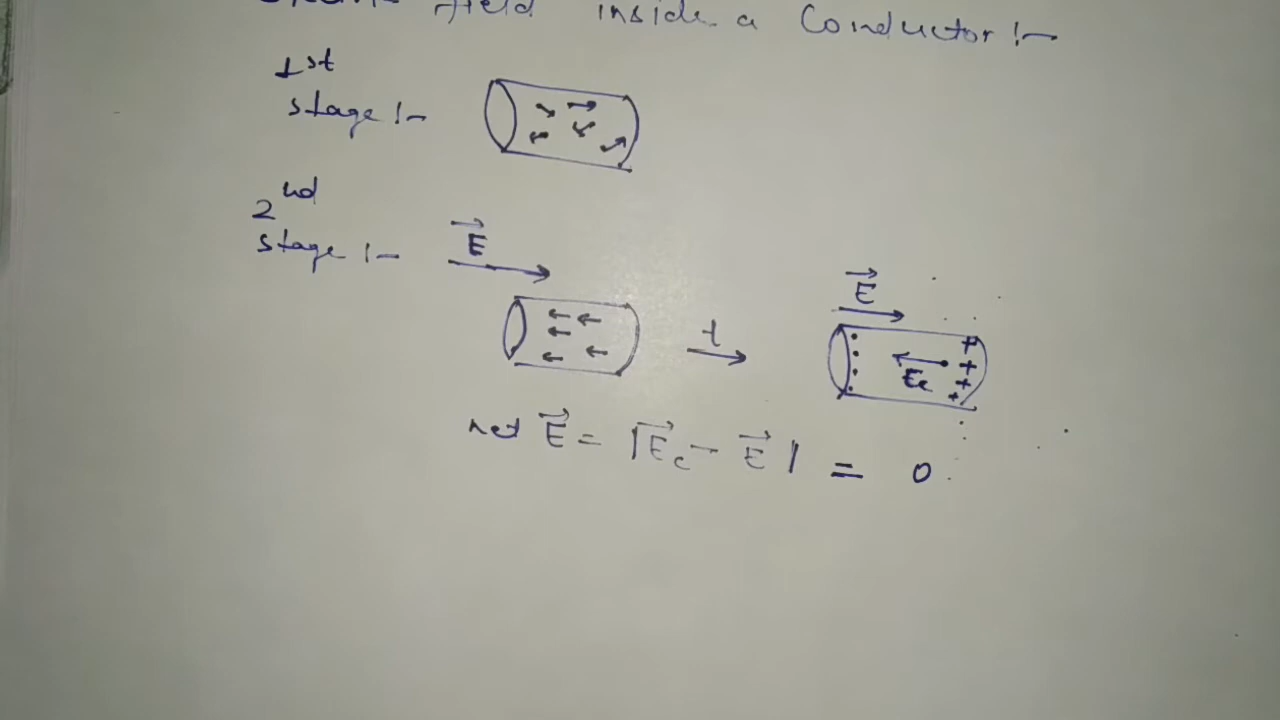 field inside a Conductor :-
1st
stage :-
2nd
stage :-
E
E
t
Ec
net E = |Ec - E| = 0